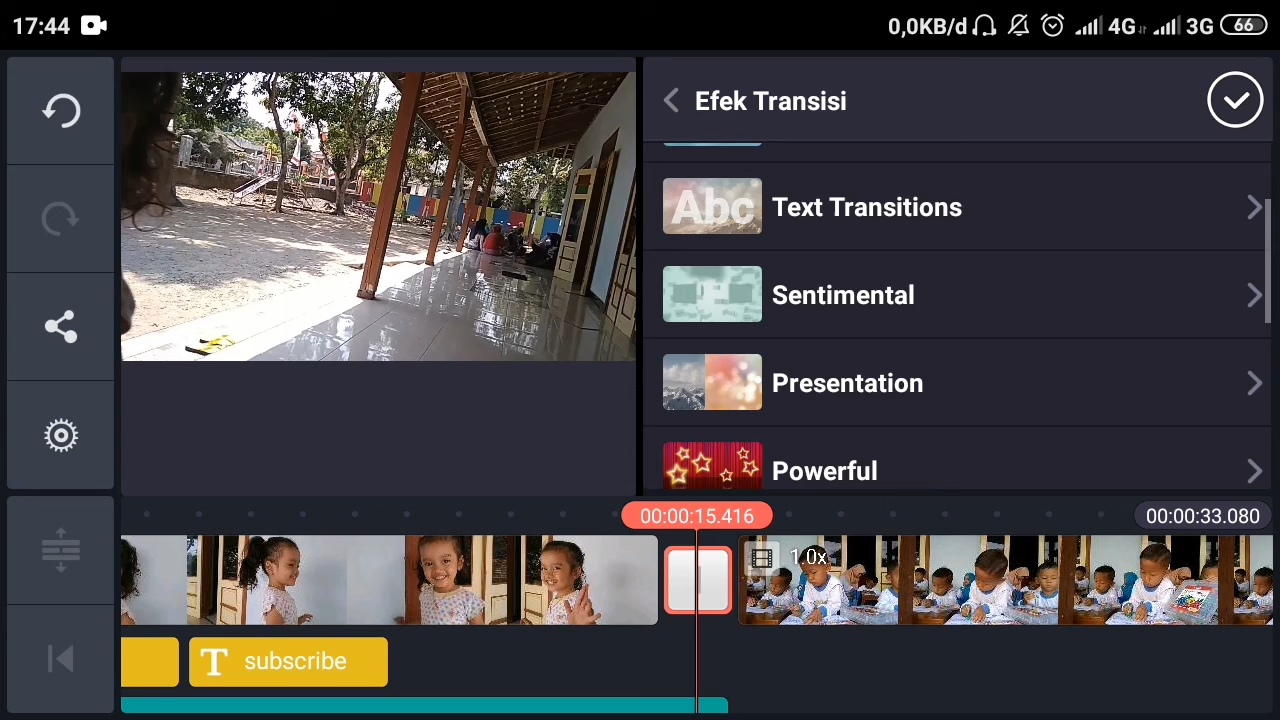 17:44
0,0KB/d 4G 3G 66
Efek Transisi
Abc Text Transitions
Sentimental
Presentation
Powerful
00:00:15.416
00:00:33.080
1.0x
T subscribe